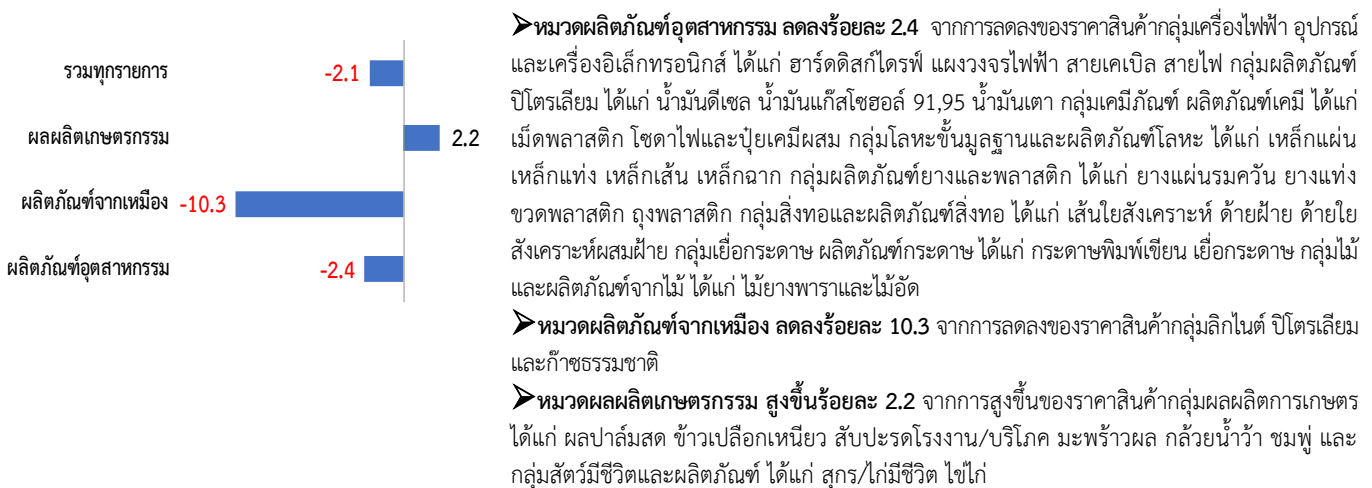 รวมทุกรายการ -2.1
ผลผลิตเกษตรกรรม 2.2
ผลิตภัณฑ์จากเหมือง -10.3
ผลิตภัณฑ์อุตสาหกรรม -2.4
➢หมวดผลิตภัณฑ์อุตสาหกรรม ลดลงร้อยละ 2.4 จากการลดลงของราคาสินค้ากลุ่มเครื่องไฟฟ้า อุปกรณ์
และเครื่องอิเล็กทรอนิกส์ ได้แก่ ฮาร์ดดิสก์ไดรฟ์ แผงวงจรไฟฟ้า สายเคเบิล สายไฟ กลุ่มผลิตภัณฑ์
ปิโตรเลียม ได้แก่ น้ำมันดีเซล น้ำมันแก๊สโซฮอล์ 91,95 น้ำมันเตา กลุ่มเคมีภัณฑ์ ผลิตภัณฑ์เคมี ได้แก่
เม็ดพลาสติก โซดาไฟและปุ๋ยเคมีผสม กลุ่มโลหะขั้นมูลฐานและผลิตภัณฑ์โลหะ ได้แก่ เหล็กแผ่น
เหล็กแท่ง เหล็กเส้น เหล็กฉาก กลุ่มผลิตภัณฑ์ยางและพลาสติก ได้แก่ ยางแผ่นรมควัน ยางแท่ง
ขวดพลาสติก ถุงพลาสติก กลุ่มสิ่งทอและผลิตภัณฑ์สิ่งทอ ได้แก่ เส้นใยสังเคราะห์ ด้ายฝ้าย ด้ายใย
สังเคราะห์ผสมฝ้าย กลุ่มเยื่อกระดาษ ผลิตภัณฑ์กระดาษ ได้แก่ กระดาษพิมพ์เขียน เยื่อกระดาษ กลุ่มไม้
และผลิตภัณฑ์จากไม้ ได้แก่ ไม้ยางพาราและไม้อัด
➢หมวดผลิตภัณฑ์จากเหมือง ลดลงร้อยละ 10.3 จากการลดลงของราคาสินค้ากลุ่มลิกไนต์ ปิโตรเลียม
และก๊าซธรรมชาติ
➢หมวดผลผลิตเกษตรกรรม สูงขึ้นร้อยละ 2.2 จากการสูงขึ้นของราคาสินค้ากลุ่มผลผลิตการเกษตร
ได้แก่ ผลปาล์มสด ข้าวเปลือกเหนียว สับปะรดโรงงาน/บริโภค มะพร้าวผล กล้วยน้ำว้า ชมพู่ และ
กลุ่มสัตว์มีชีวิตและผลิตภัณฑ์ ได้แก่ สุกร/ไก่มีชีวิต ไข่ไก่